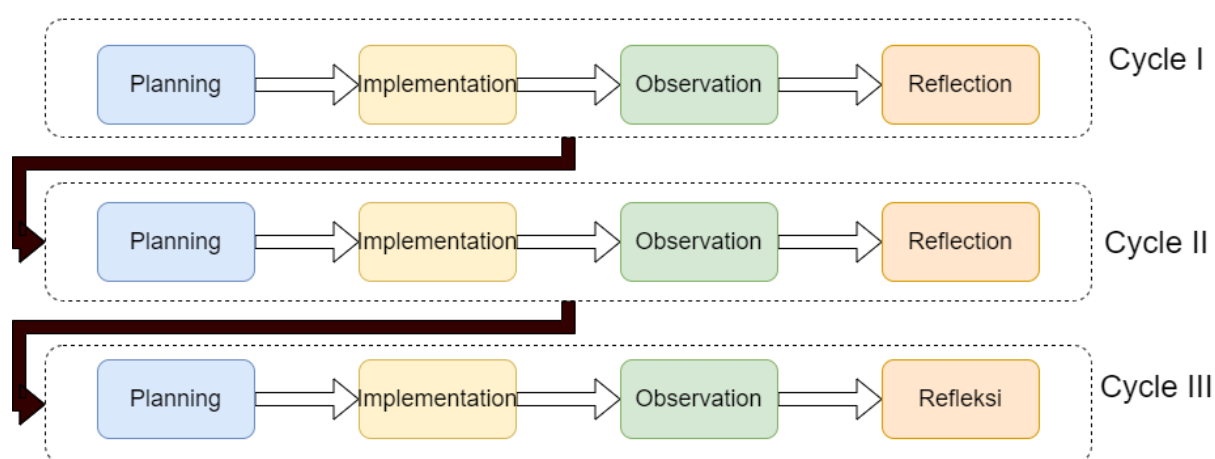 Planning
Implementation
Observation
Reflection
Cycle I
Planning
Implementation
Observation
Reflection
Cycle II
Planning
Implementation
Observation
Refleksi
Cycle III